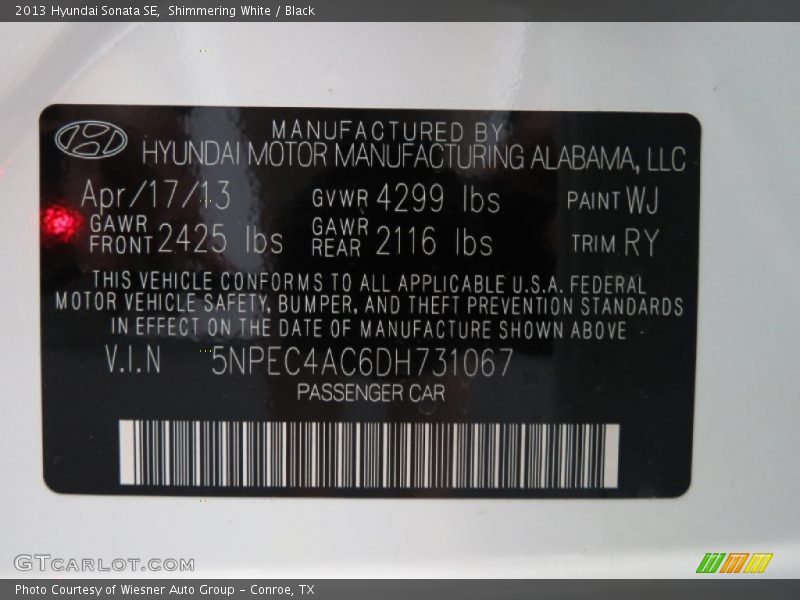 2013 Hyundai Sonata SE, Shimmering White / Black
MANUFACTURED BY
HYUNDAI MOTOR MANUFACTURING ALABAMA, LLC
Apr/17/13 GVWR 4299 lbs PAINT WJ
GAWR FRONT 2425 lbs GAWR REAR 2116 lbs TRIM RY
THIS VEHICLE CONFORMS TO ALL APPLICABLE U.S.A. FEDERAL
MOTOR VEHICLE SAFETY, BUMPER, AND THEFT PREVENTION STANDARDS
IN EFFECT ON THE DATE OF MANUFACTURE SHOWN ABOVE
V.I.N 5NPEC4AC6DH731067
PASSENGER CAR
GTCARLOT.COM
Photo Courtesy of Wiesner Auto Group - Conroe, TX